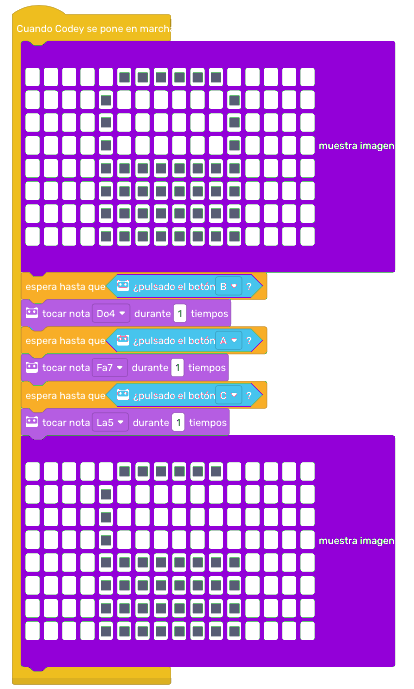 Cuando Codey se pone en marcha
muestra imagen
espera hasta que ¿pulsado el botón B ?
tocar nota Do4 durante 1 tiempos
espera hasta que ¿pulsado el botón A ?
tocar nota Fa7 durante 1 tiempos
espera hasta que ¿pulsado el botón C ?
tocar nota La5 durante 1 tiempos
muestra imagen